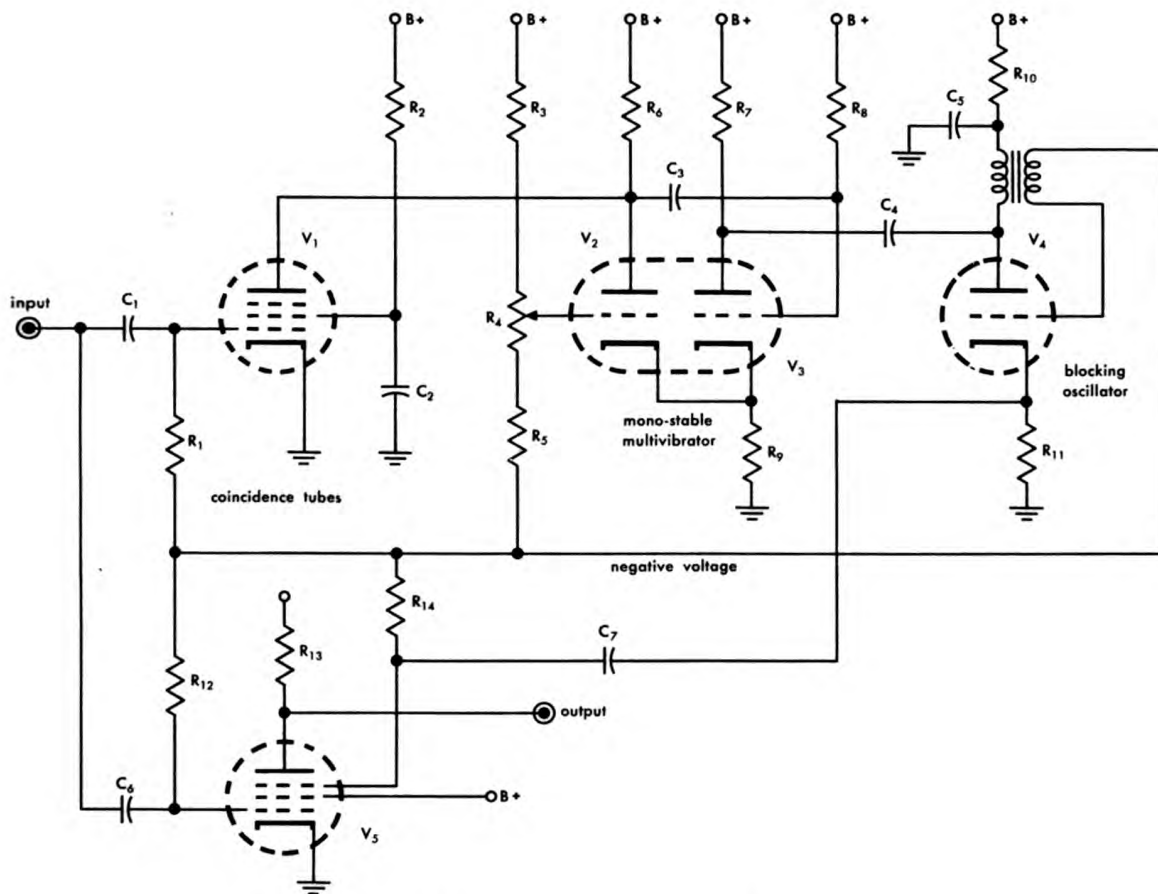 B+
B+
B+
B+
B+
B+
R10
C5
R2
R3
R6
R7
R8
C3
C4
V1
V2
V4
input
C1
R4
V3
blocking
oscillator
C2
mono-stable
multivibrator
R1
R5
R9
R11
coincidence tubes
negative voltage
R14
R13
C7
R12
output
C6
B+
V5